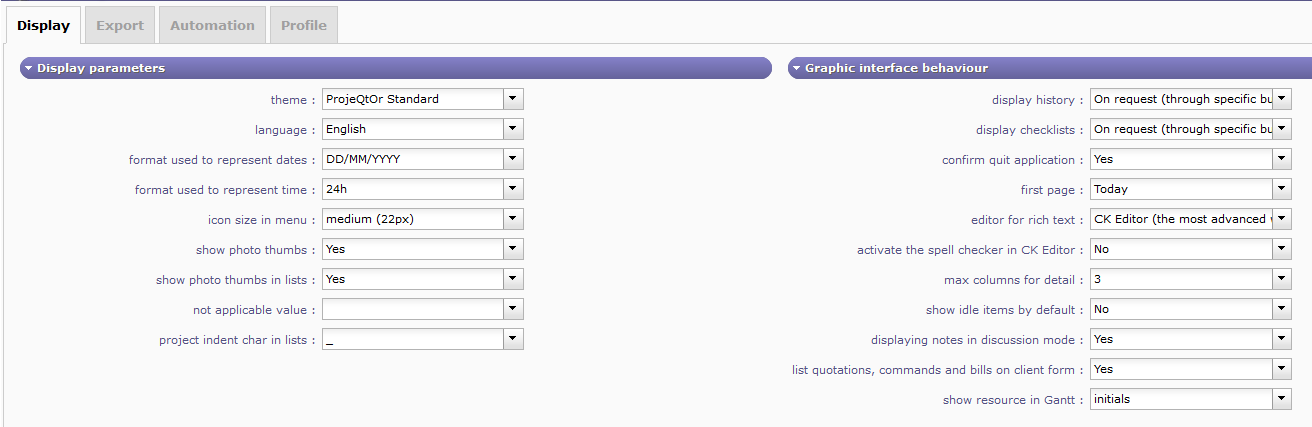 Display Export Automation Profile
Display parameters
theme : ProjeQtOr Standard
language : English
format used to represent dates : DD/MM/YYYY
format used to represent time : 24h
icon size in menu : medium (22px)
show photo thumbs : Yes
show photo thumbs in lists : Yes
not applicable value :
project indent char in lists : _
Graphic interface behaviour
display history : On request (through specific bu
display checklists : On request (through specific bu
confirm quit application : Yes
first page : Today
editor for rich text : CK Editor (the most advanced
activate the spell checker in CK Editor : No
max columns for detail : 3
show idle items by default : No
displaying notes in discussion mode : Yes
list quotations, commands and bills on client form : Yes
show resource in Gantt : initials